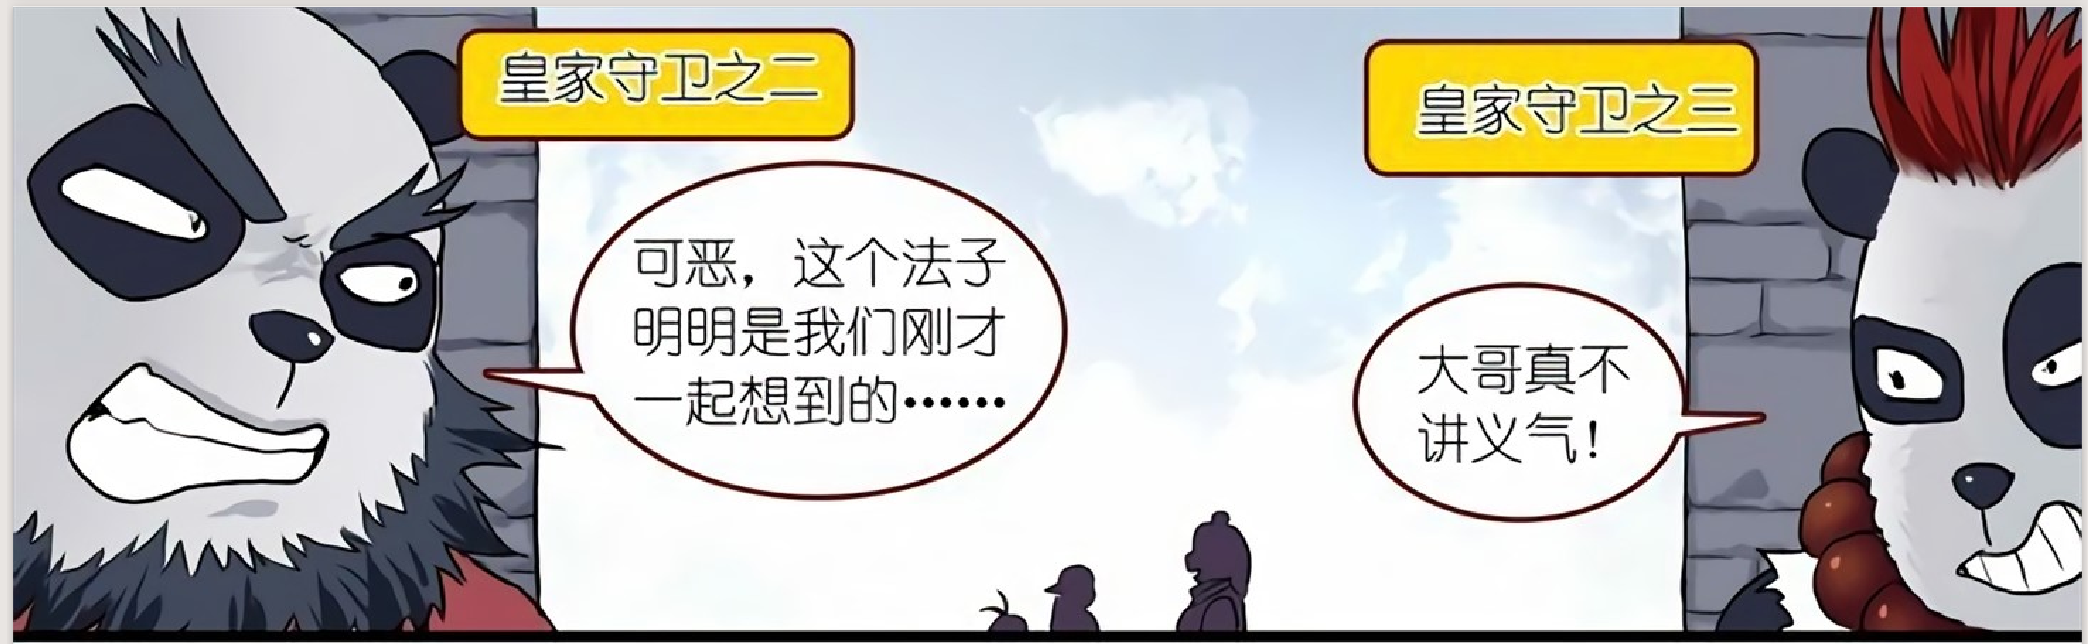 皇家守卫之二
可恶，这个法子
明明是我们刚才
一起想到的……
皇家守卫之三
大哥真不
讲义气！